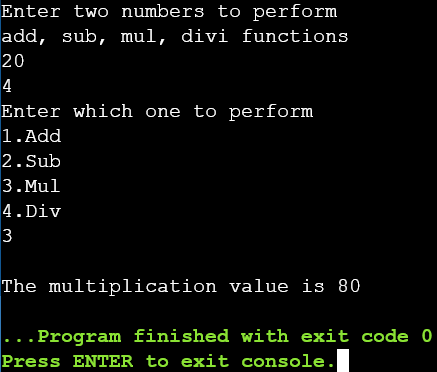 Enter two numbers to perform
add, sub, mul, divi functions
20
4
Enter which one to perform
1.Add
2.Sub
3.Mul
4.Div
3
The multiplication value is 80
...Program finished with exit code 0
Press ENTER to exit console.